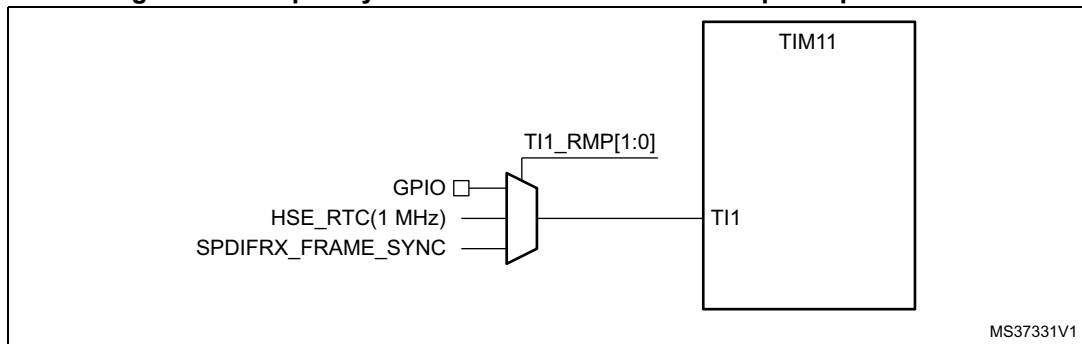 TIM11
TI1_RMP[1:0]
GPIO
HSE_RTC(1 MHz)
TI1
SPDIFRX_FRAME_SYNC
MS37331V1